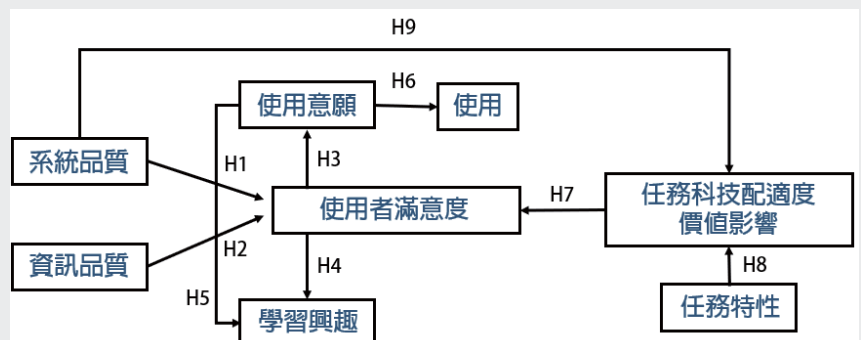 H9
使用意願
H6
使用
系統品質
H1
H3
使用者滿意度
H7
任務科技配適度
價值影響
資訊品質
H2
H4
H5
H8
學習興趣
任務特性